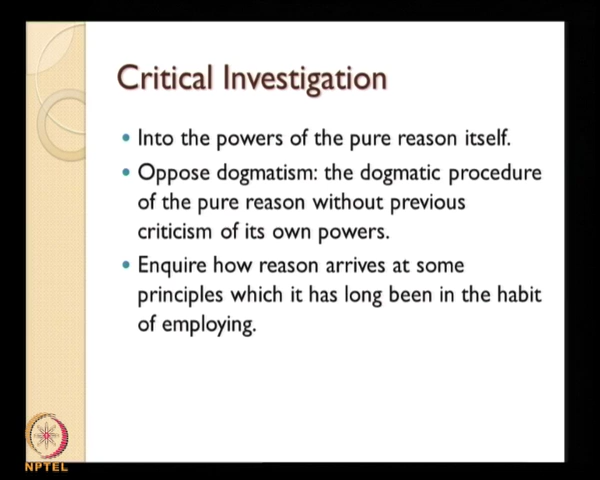 Critical Investigation
• Into the powers of the pure reason itself.
• Oppose dogmatism: the dogmatic procedure
of the pure reason without previous
criticism of its own powers.
• Enquire how reason arrives at some
principles which it has long been in the habit
of employing.
NPTEL